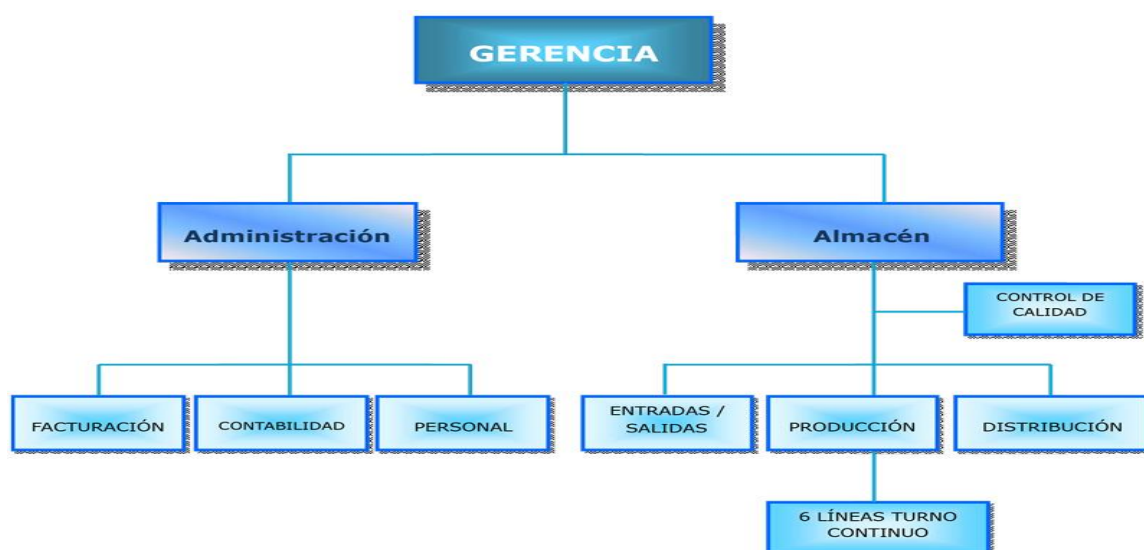 GERENCIA
Administración
Almacén
CONTROL DE
CALIDAD
FACTURACIÓN
CONTABILIDAD
PERSONAL
ENTRADAS /
SALIDAS
PRODUCCIÓN
DISTRIBUCIÓN
6 LÍNEAS TURNO
CONTINUO